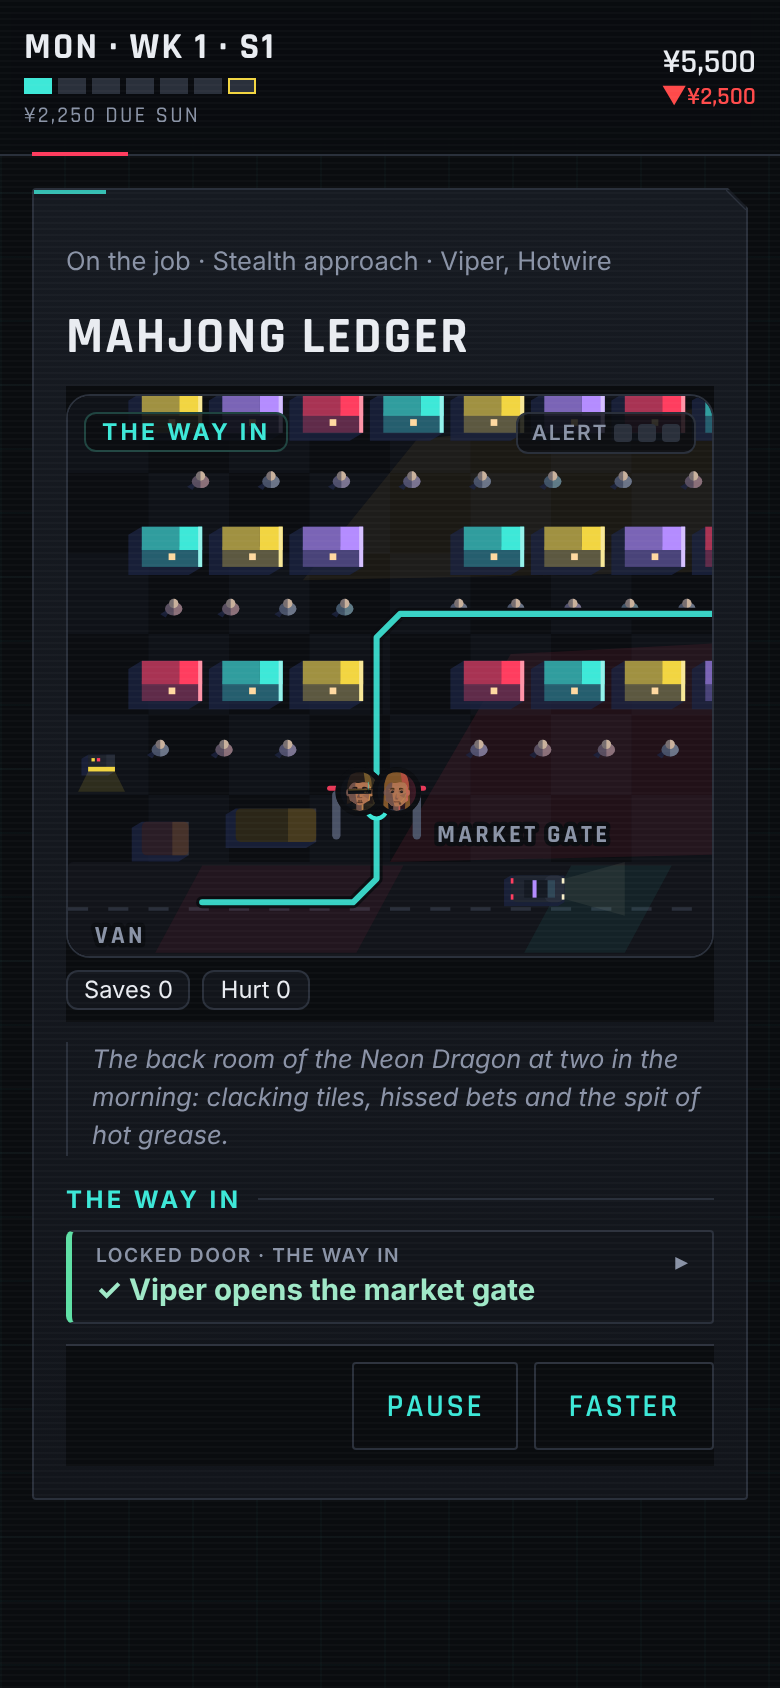 MON · WK 1 · S1
¥5,500
▼¥2,500
¥2,250 DUE SUN
On the job · Stealth approach · Viper, Hotwire
MAHJONG LEDGER
THE WAY IN
ALERT
MARKET GATE
VAN
Saves 0
Hurt 0
The back room of the Neon Dragon at two in the
morning: clacking tiles, hissed bets and the spit of
hot grease.
THE WAY IN
LOCKED DOOR · THE WAY IN
✓ Viper opens the market gate
PAUSE
FASTER